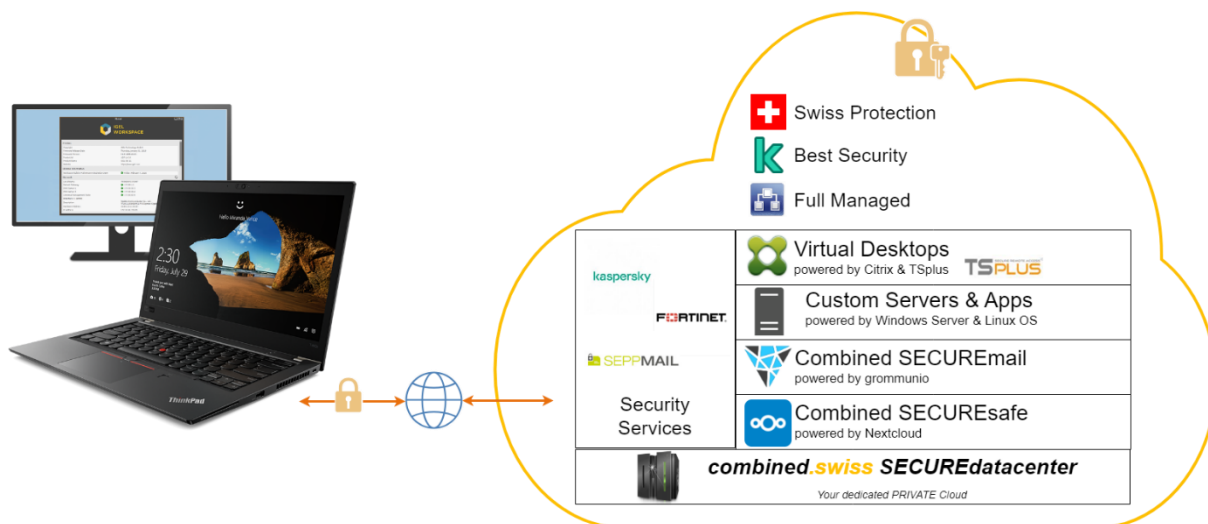 IGEL
WORKSPACE
2:30
Friday, July 29
ThinkPad
Swiss Protection
Best Security
Full Managed
kaspersky
FORTINET
SEPPMAIL
Security
Services
Virtual Desktops
powered by Citrix & TSplus
TSPLUS
Custom Servers & Apps
powered by Windows Server & Linux OS
Combined SECUREmail
powered by grommunio
Combined SECUREsafe
powered by Nextcloud
combined.swiss SECUREdatacenter
Your dedicated PRIVATE Cloud